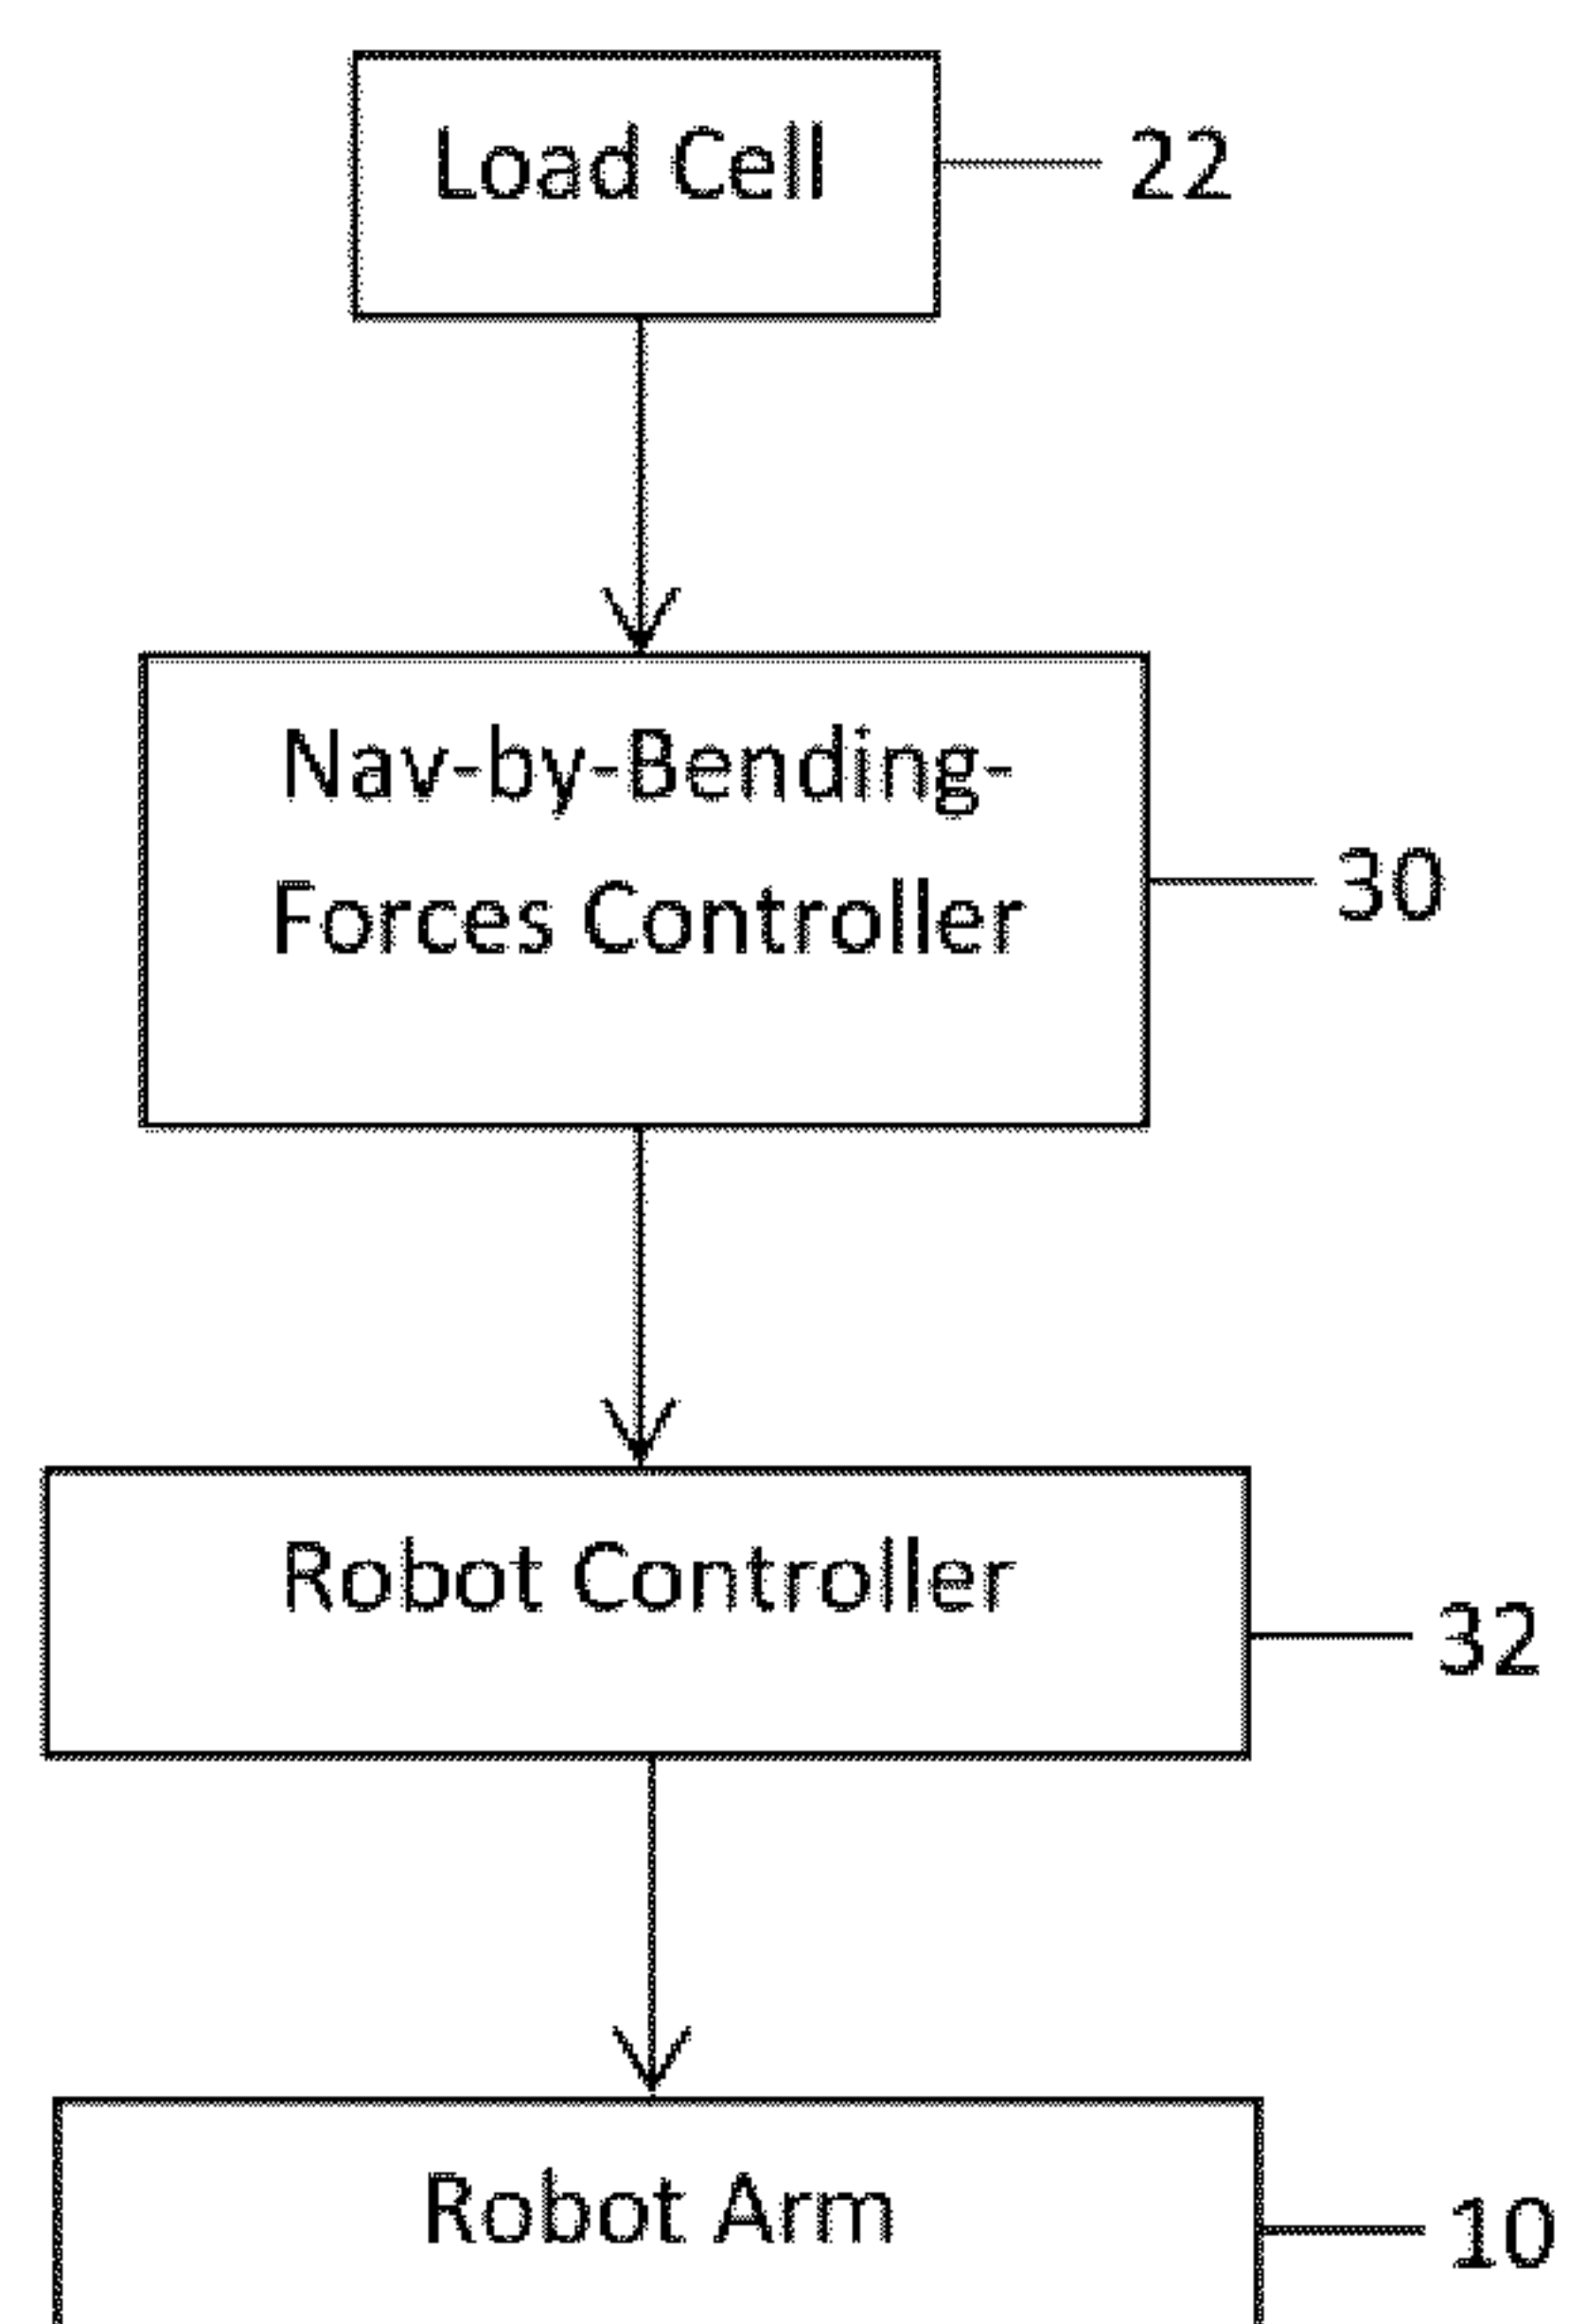 Load Cell
22
Nav-by-Bending-
Forces Controller
30
Robot Controller
32
Robot Arm
10